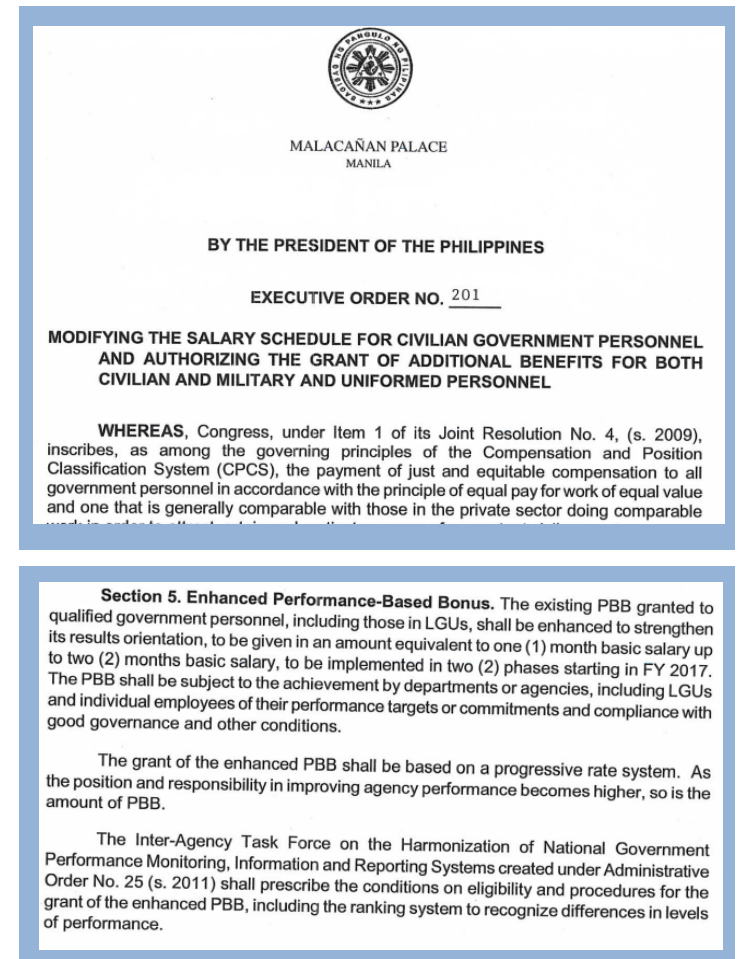 SAGISAG NG PANGULO NG PILIPINAS
MALACAÑAN PALACE
MANILA
BY THE PRESIDENT OF THE PHILIPPINES
EXECUTIVE ORDER NO. 201
MODIFYING THE SALARY SCHEDULE FOR CIVILIAN GOVERNMENT PERSONNEL
AND AUTHORIZING THE GRANT OF ADDITIONAL BENEFITS FOR BOTH
CIVILIAN AND MILITARY AND UNIFORMED PERSONNEL
WHEREAS, Congress, under Item 1 of its Joint Resolution No. 4, (s. 2009),
inscribes, as among the governing principles of the Compensation and Position
Classification System (CPCS), the payment of just and equitable compensation to all
government personnel in accordance with the principle of equal pay for work of equal value
and one that is generally comparable with those in the private sector doing comparable
Section 5. Enhanced Performance-Based Bonus. The existing PBB granted to
qualified government personnel, including those in LGUs, shall be enhanced to strengthen
its results orientation, to be given in an amount equivalent to one (1) month basic salary up
to two (2) months basic salary, to be implemented in two (2) phases starting in FY 2017.
The PBB shall be subject to the achievement by departments or agencies, including LGUs
and individual employees of their performance targets or commitments and compliance with
good governance and other conditions.
The grant of the enhanced PBB shall be based on a progressive rate system. As
the position and responsibility in improving agency performance becomes higher, so is the
amount of PBB.
The Inter-Agency Task Force on the Harmonization of National Government
Performance Monitoring, Information and Reporting Systems created under Administrative
Order No. 25 (s. 2011) shall prescribe the conditions on eligibility and procedures for the
grant of the enhanced PBB, including the ranking system to recognize differences in levels
of performance.